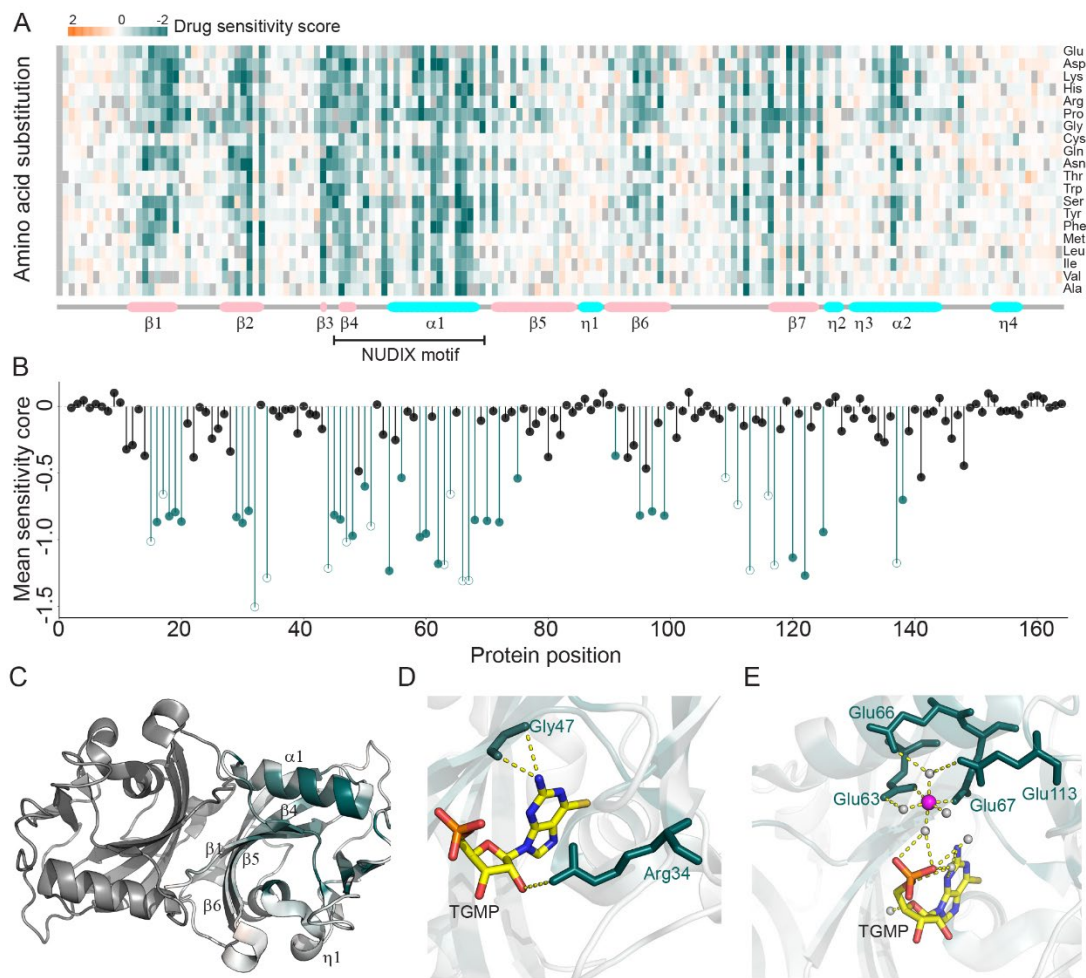 A
2 0 -2 Drug sensitivity score
Amino acid substitution
Glu
Asp
Lys
His
Arg
Pro
Gly
Cys
Gln
Asn
Thr
Trp
Ser
Tyr
Phe
Met
Leu
Ile
Val
Ala
β1 β2 β3 β4 α1 β5 η1 β6 β7 η2 η3 α2 η4
NUDIX motif
B
Mean sensitivity core
0
-0.5
-1.0
-1.5
0 20 40 60 80 100 120 140 160
Protein position
C
α1
β4
β1
β5
β6
η1
D
Gly47
Arg34
TGMP
E
Glu66
Glu63
Glu67
Glu113
TGMP